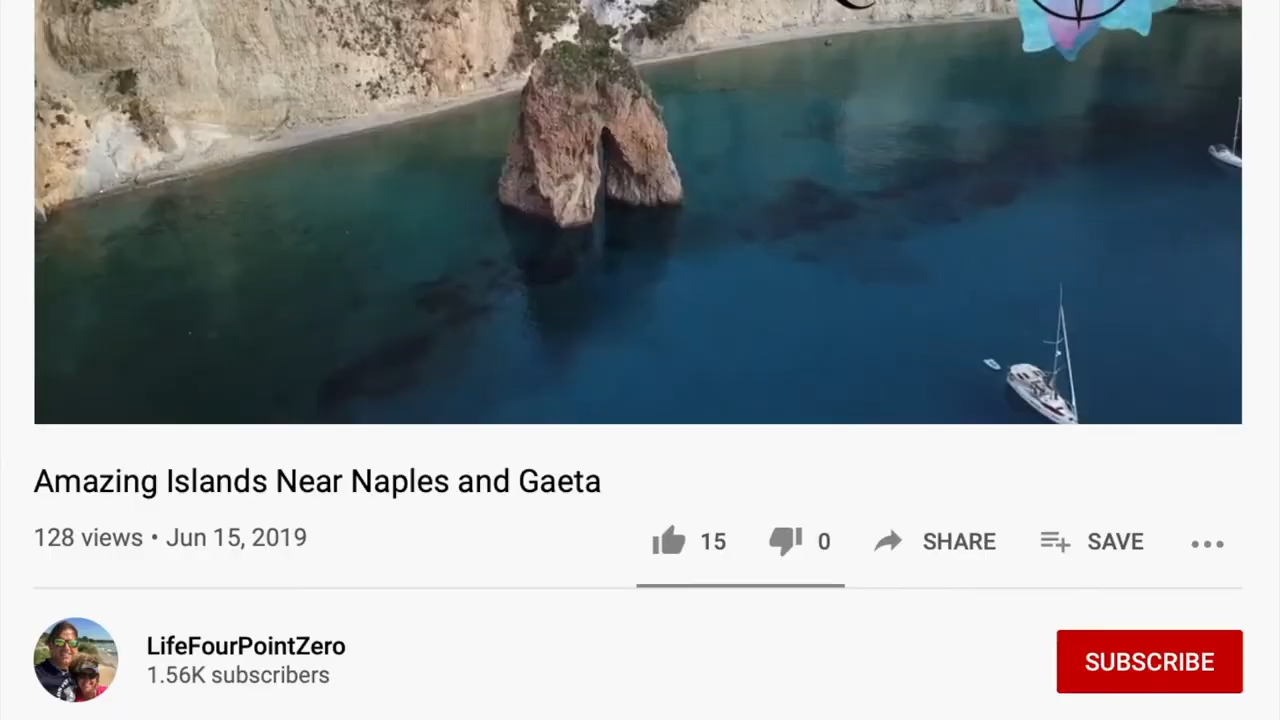 Amazing Islands Near Naples and Gaeta
128 views • Jun 15, 2019
15
0
SHARE
SAVE
LifeFourPointZero
1.56K subscribers
SUBSCRIBE